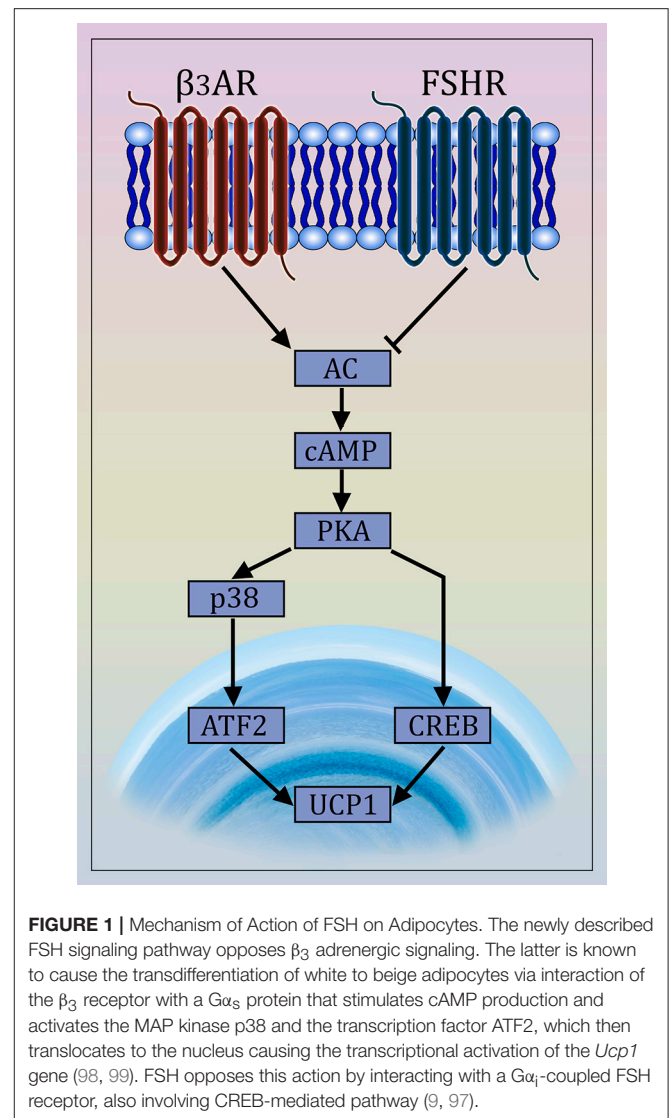 β3AR FSHR
AC
cAMP
PKA
p38
ATF2 CREB
UCP1
FIGURE 1 | Mechanism of Action of FSH on Adipocytes. The newly described
FSH signaling pathway opposes β3 adrenergic signaling. The latter is known
to cause the transdifferentiation of white to beige adipocytes via interaction of
the β3 receptor with a Gαs protein that stimulates cAMP production and
activates the MAP kinase p38 and the transcription factor ATF2, which then
translocates to the nucleus causing the transcriptional activation of the Ucp1
gene (98, 99). FSH opposes this action by interacting with a Gαi-coupled FSH
receptor, also involving CREB-mediated pathway (9, 97).